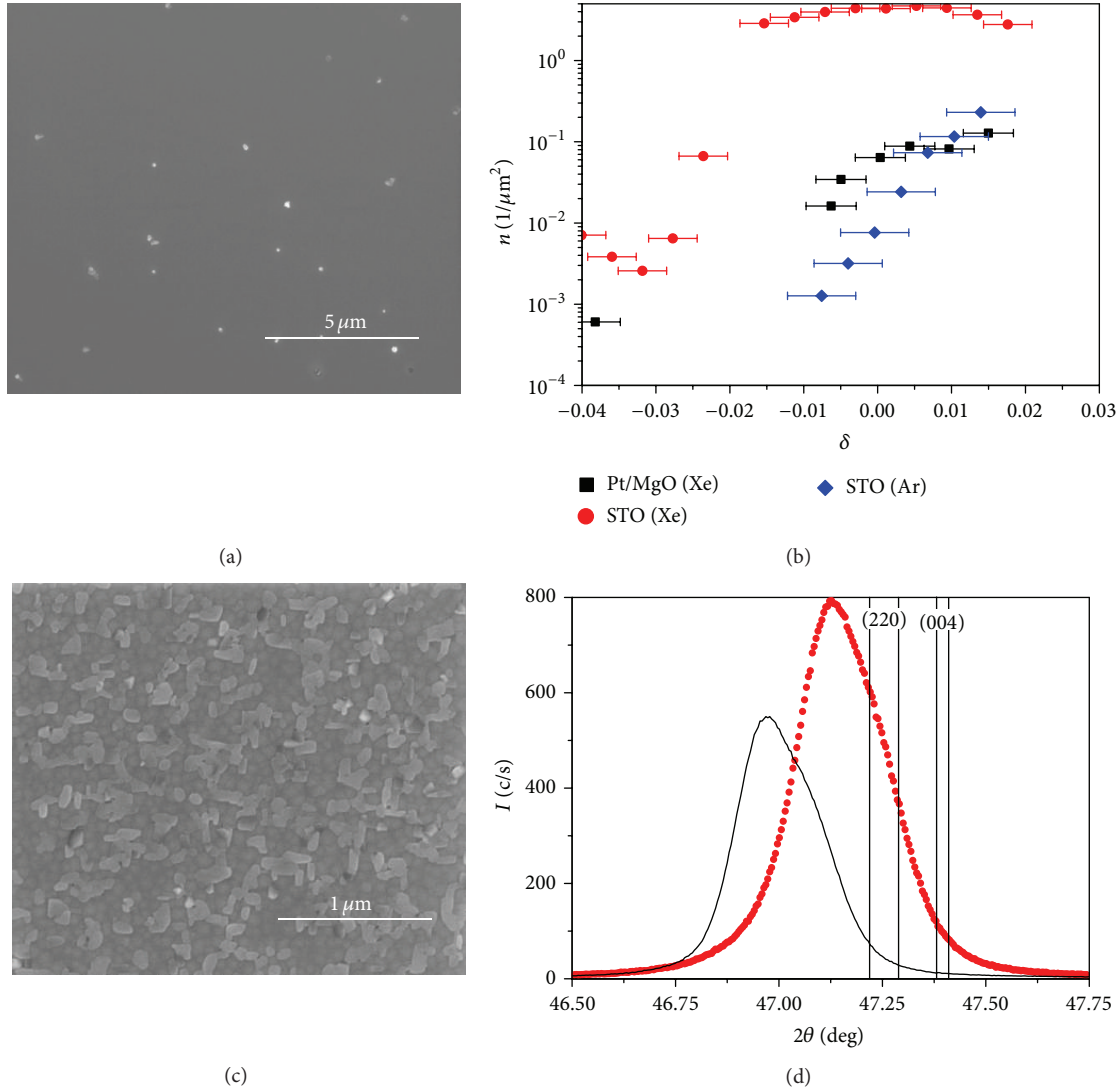 5 μm
(a)
10⁰
10⁻¹
10⁻²
10⁻³
10⁻⁴
n (1/μm²)
−0.04 −0.03 −0.02 −0.01 0.00 0.01 0.02 0.03
δ
Pt/MgO (Xe) STO (Ar)
STO (Xe)
(b)
1 μm
(c)
800
600
400
200
0
I (c/s)
(220) (004)
46.50 46.75 47.00 47.25 47.50 47.75
2θ (deg)
(d)